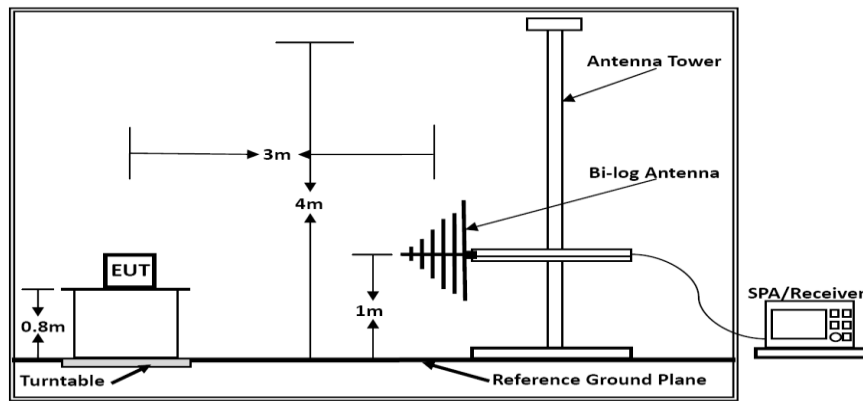 Antenna Tower
3m
Bi-log Antenna
4m
EUT
SPA/Receiver
0.8m
1m
Turntable
Reference Ground Plane